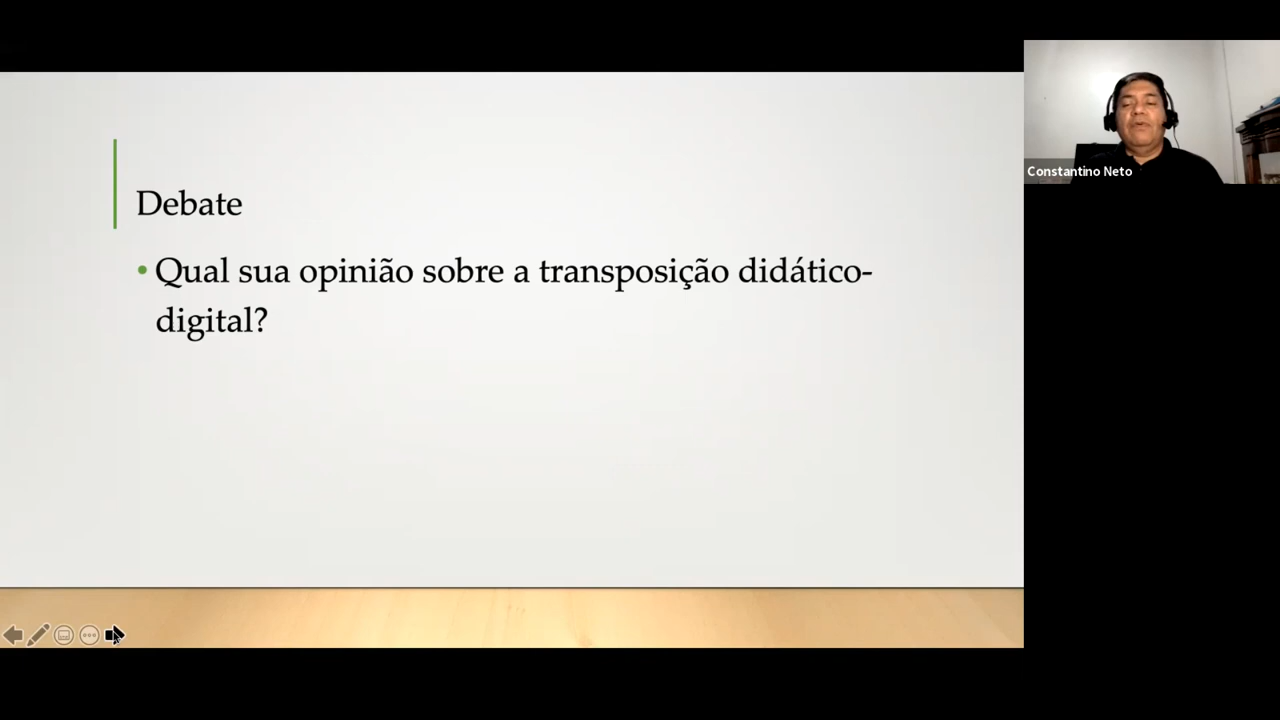 Debate
• Qual sua opinião sobre a transposição didático-
digital?
Constantino Neto